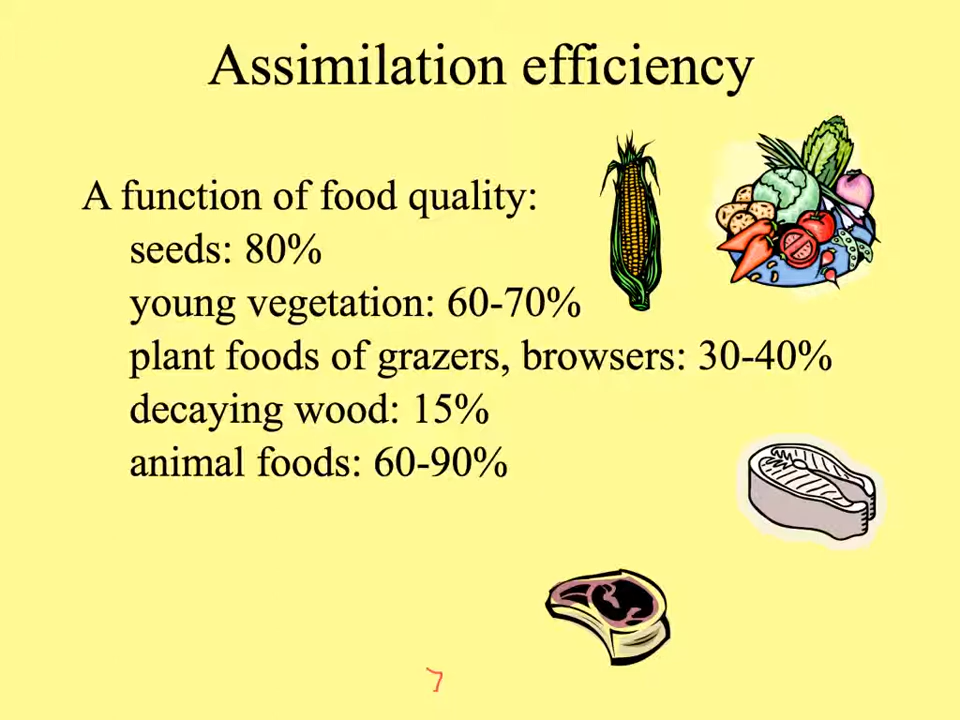 Assimilation efficiency
A function of food quality:
seeds: 80%
young vegetation: 60-70%
plant foods of grazers, browsers: 30-40%
decaying wood: 15%
animal foods: 60-90%